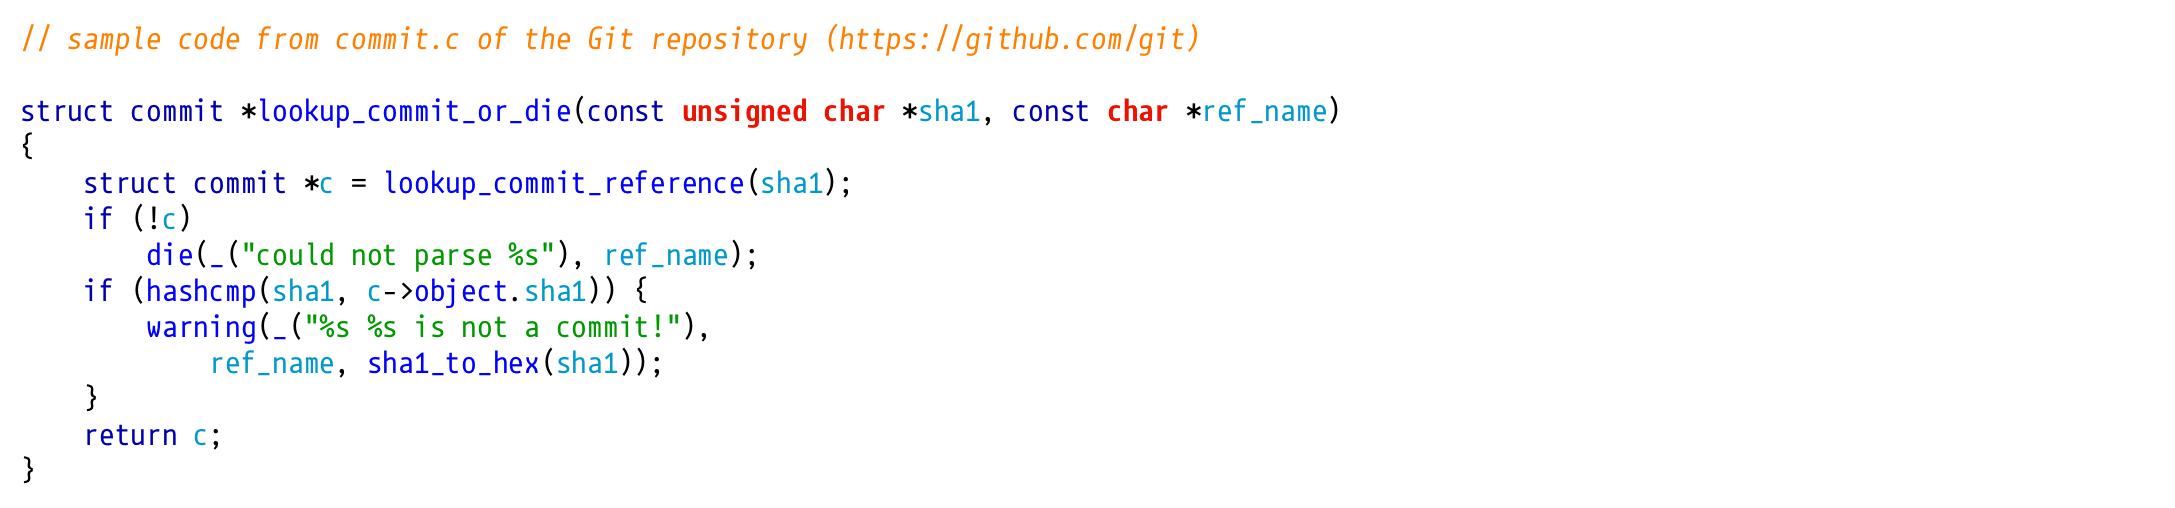 // sample code from commit.c of the Git repository (https://github.com/git)

struct commit *lookup_commit_or_die(const unsigned char *sha1, const char *ref_name)
{
    struct commit *c = lookup_commit_reference(sha1);
    if (!c)
        die(_("could not parse %s"), ref_name);
    if (hashcmp(sha1, c->object.sha1)) {
        warning(_("%s %s is not a commit!"),
            ref_name, sha1_to_hex(sha1));
    }
    return c;
}